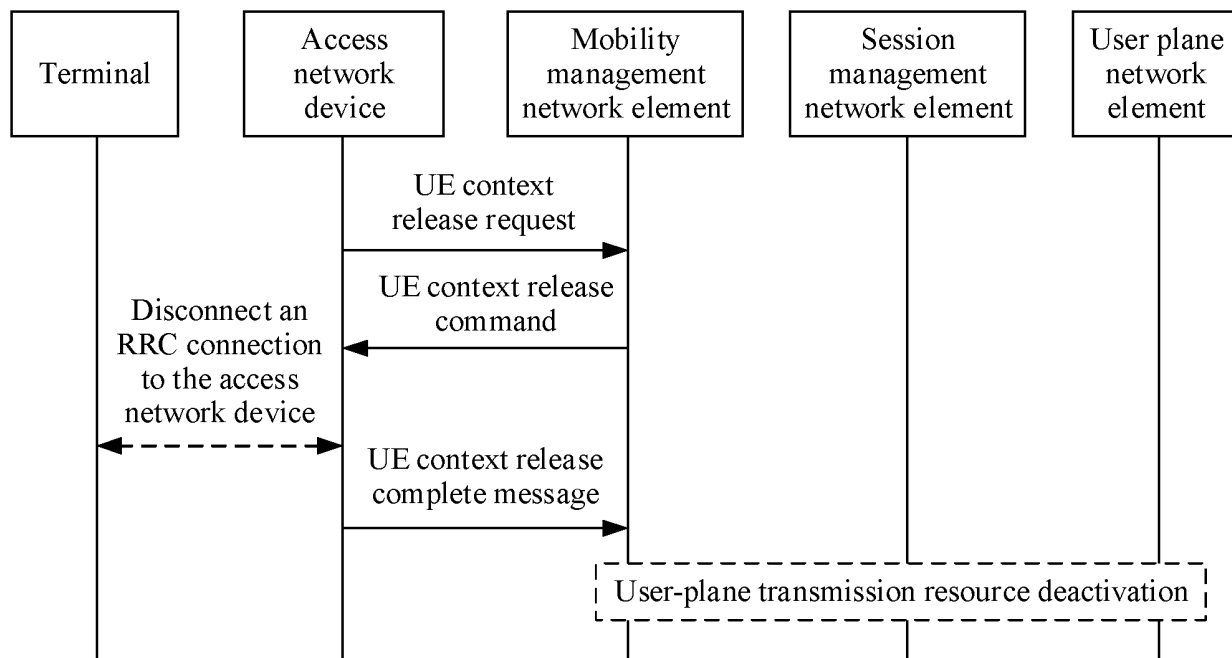 Terminal
Access
network
device
Mobility
management
network element
Session
management
network element
User plane
network
element
UE context
release request
UE context release
command
Disconnect an
RRC connection
to the access
network device
UE context release
complete message
User-plane transmission resource deactivation